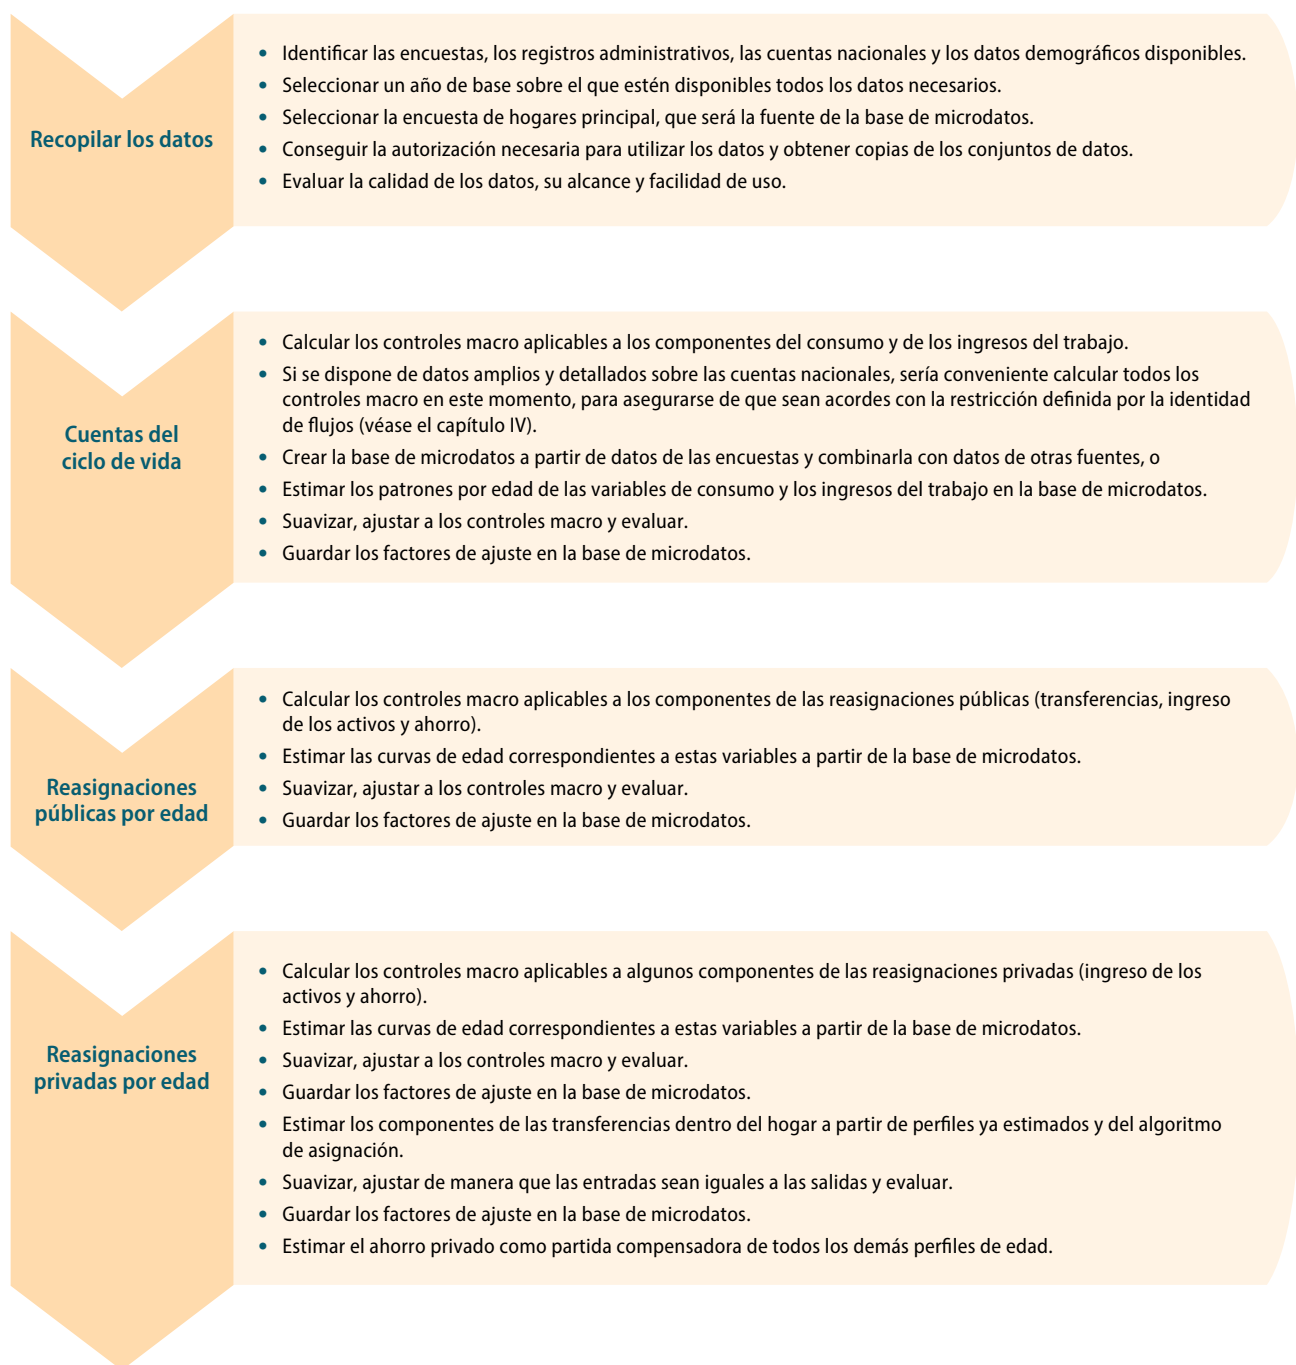 Recopilar los datos
• Identificar las encuestas, los registros administrativos, las cuentas nacionales y los datos demográficos disponibles.
• Seleccionar un año de base sobre el que estén disponibles todos los datos necesarios.
• Seleccionar la encuesta de hogares principal, que será la fuente de la base de microdatos.
• Conseguir la autorización necesaria para utilizar los datos y obtener copias de los conjuntos de datos.
• Evaluar la calidad de los datos, su alcance y facilidad de uso.
Cuentas del
ciclo de vida
• Calcular los controles macro aplicables a los componentes del consumo y de los ingresos del trabajo.
• Si se dispone de datos amplios y detallados sobre las cuentas nacionales, sería conveniente calcular todos los
controles macro en este momento, para asegurarse de que sean acordes con la restricción definida por la identidad
de flujos (véase el capítulo IV).
• Crear la base de microdatos a partir de datos de las encuestas y combinarla con datos de otras fuentes, o
• Estimar los patrones por edad de las variables de consumo y los ingresos del trabajo en la base de microdatos.
• Suavizar, ajustar a los controles macro y evaluar.
• Guardar los factores de ajuste en la base de microdatos.
Reasignaciones
públicas por edad
• Calcular los controles macro aplicables a los componentes de las reasignaciones públicas (transferencias, ingreso
de los activos y ahorro).
• Estimar las curvas de edad correspondientes a estas variables a partir de la base de microdatos.
• Suavizar, ajustar a los controles macro y evaluar.
• Guardar los factores de ajuste en la base de microdatos.
Reasignaciones
privadas por edad
• Calcular los controles macro aplicables a algunos componentes de las reasignaciones privadas (ingreso de los
activos y ahorro).
• Estimar las curvas de edad correspondientes a estas variables a partir de la base de microdatos.
• Suavizar, ajustar a los controles macro y evaluar.
• Guardar los factores de ajuste en la base de microdatos.
• Estimar los componentes de las transferencias dentro del hogar a partir de perfiles ya estimados y del algoritmo
de asignación.
• Suavizar, ajustar de manera que las entradas sean iguales a las salidas y evaluar.
• Guardar los factores de ajuste en la base de microdatos.
• Estimar el ahorro privado como partida compensadora de todos los demás perfiles de edad.